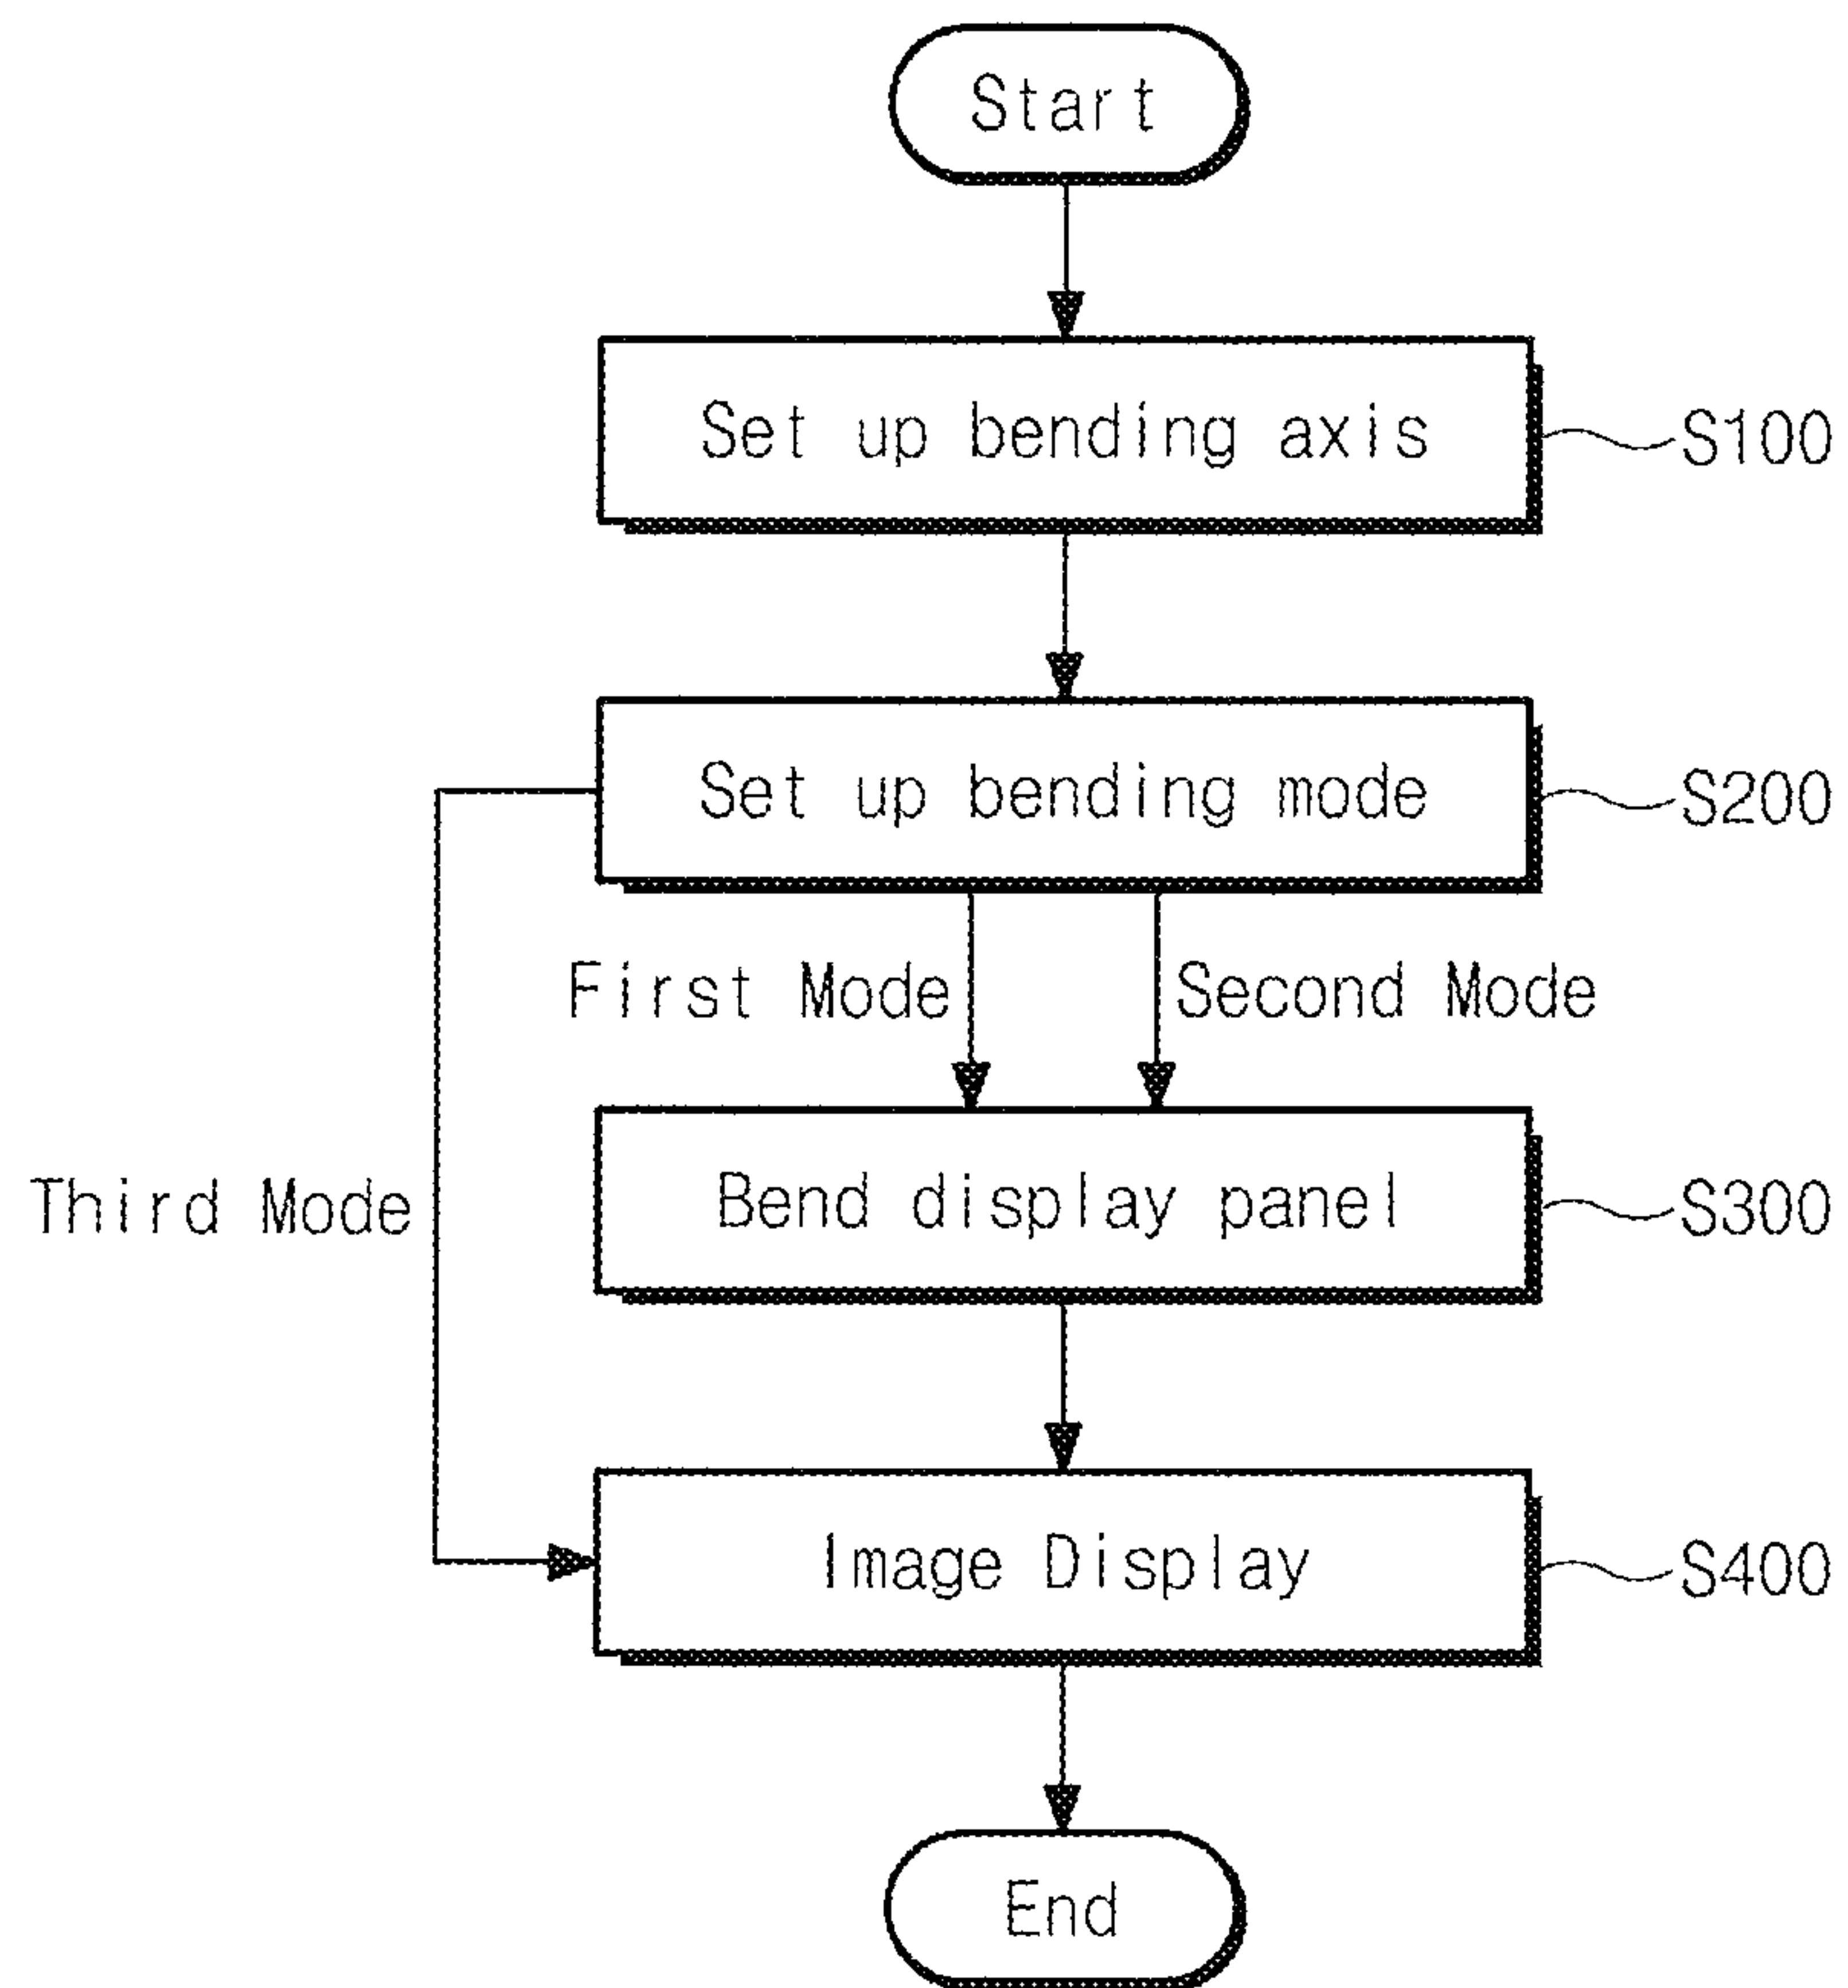 Start
Set up bending axis
S100
Set up bending mode
S200
First Mode
Second Mode
Third Mode
Bend display panel
S300
Image Display
S400
End